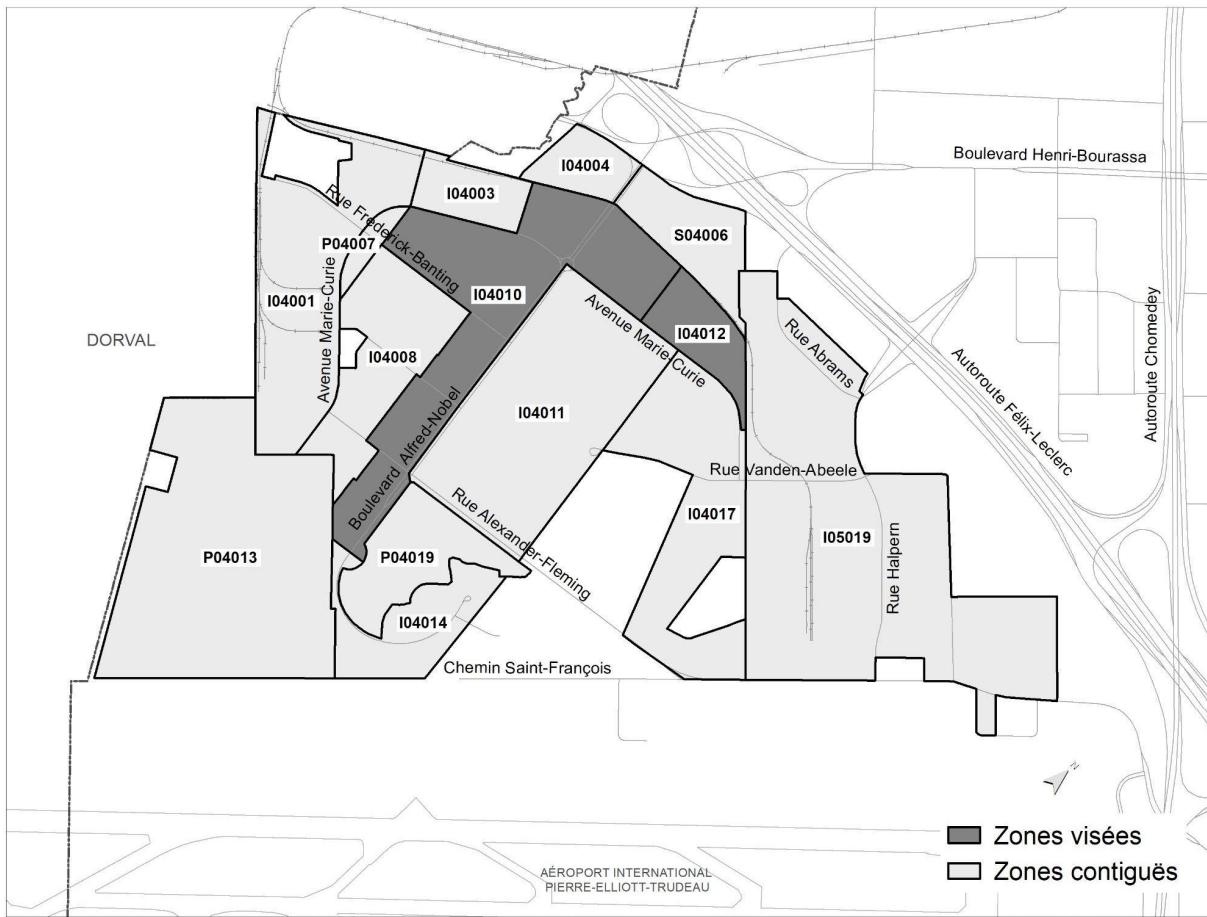 Boulevard Henri-Bourassa
I04004
I04003
Rue Frederick-Banting
S04006
P04007
I04010
I04001
Avenue Marie-Curie
DORVAL
I04012
Avenue Marie-Curie
Rue Abrams
Autoroute Félix-Leclerc
Autoroute Chomedey
I04008
I04011
Boulevard Alfred-Nobel
Rue Vanden-Abeele
Rue Alexander-Fleming
I04017
I05019
Rue Halpern
P04013
P04019
I04014
Chemin Saint-François
N
Zones visées
Zones contiguës
AÉROPORT INTERNATIONAL
PIERRE-ELLIOTT-TRUDEAU